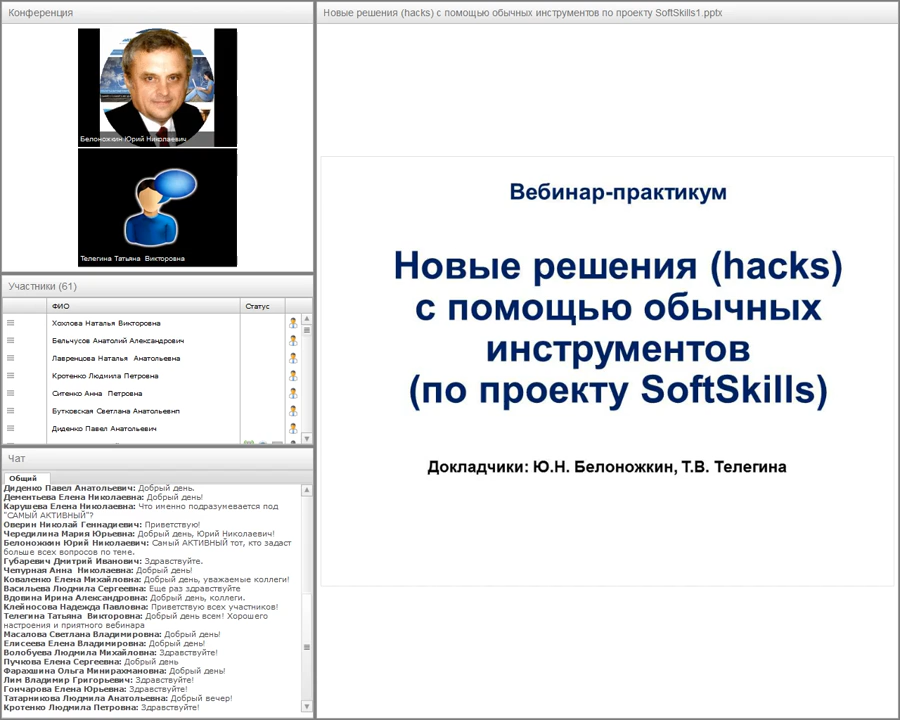 Конференция
Белоножкин Юрий Николаевич
Телегина Татьяна Викторовна
Участники (61)
ФИО Статус
Хохлова Наталья Викторовна
Бельчусов Анатолий Александрович
Лавренцова Наталья Анатольевна
Кротенко Людмила Петровна
Ситенко Анна Петровна
Бутковская Светлана Анатольевнп
Диденко Павел Анатольевич
Чат
Общий
Диденко Павел Анатольевич: Добрый день.
Дементьева Елена Николаевна: Добрый день!
Карушева Елена Николаевна: Что именно подразумевается под
"САМЫЙ АКТИВНЫЙ"?
Оверин Николай Геннадиевич: Приветствую!
Чередилина Мария Юрьевна: Добрый день, Юрий Николаевич!
Белоножкин Юрий Николаевич: Самый АКТИВНЫЙ тот, кто задаст
больше всех вопросов по теме.
Губаревич Дмитрий Иванович: Здравствуйте.
Чепурная Анна Николаевна: Добрый день!
Коваленко Елена Михайловна: Добрый день, уважаемые коллеги!
Васильева Людмила Сергеевна: Еще раз здравствуйте
Вдовина Ирина Александровна: Добрый день, коллеги.
Клейносова Надежда Павловна: Приветствую всех участников!
Телегина Татьяна Викторовна: Добрый день всем! Хорошего
настроения и приятного вебинара
Масалова Светлана Владимировна: Добрый день!
Елисеева Елена Владимировна: Добрый день!
Волобуева Людмила Михайловна: Здравствуйте!
Пучкова Елена Сергеевна: Добрый день
Фарахшина Ольга Минирахмановна: Добрый день!
Лим Владимир Григорьевич: Здравствуйте!
Гончарова Елена Юрьевна: Здравствуйте!
Татарникова Людмила Анатольевна: Добрый вечер!
Кротенко Людмила Петровна: Здравствуйте!
Новые решения (hacks) с помощью обычных инструментов по проекту SoftSkills1.pptx
Вебинар-практикум
Новые решения (hacks)
с помощью обычных
инструментов
(по проекту SoftSkills)
Докладчики: Ю.Н. Белоножкин, Т.В. Телегина